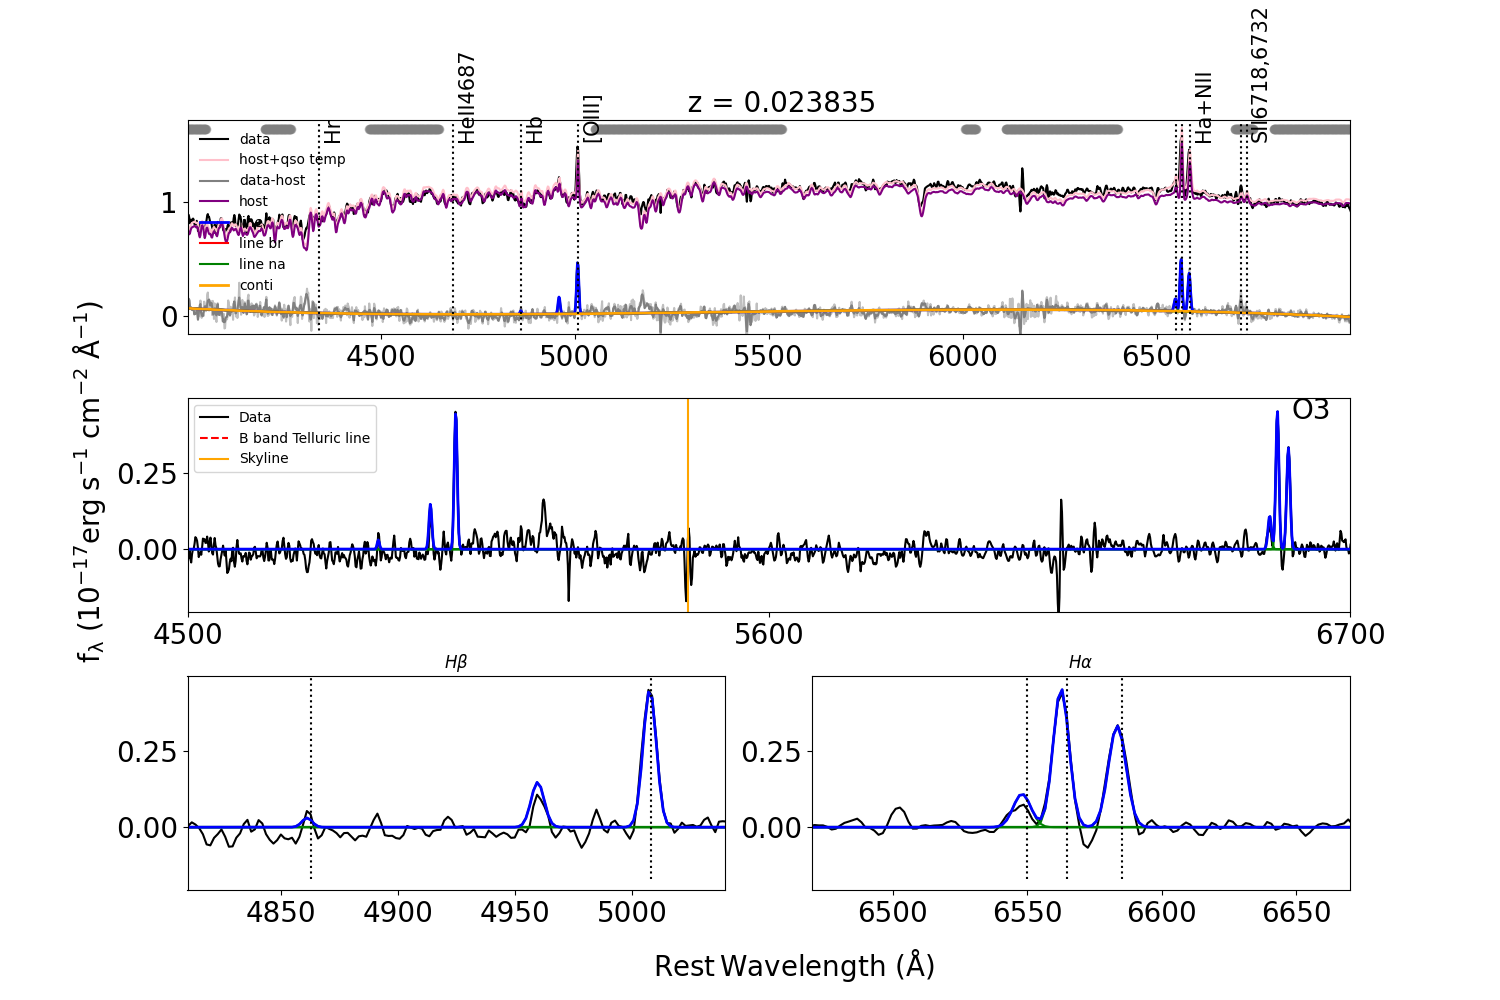 Hr
HeII4687
Hb
[OIII]
Ha+NII
SII6718,6732
z = 0.023835
data
host+qso temp
data-host
host
line br
line na
conti
1
0
4500
5000
5500
6000
6500
Data
B band Telluric line
Skyline
O3
0.25
0.00
4500
5600
6700
fλ (10⁻¹⁷erg s⁻¹ cm⁻² Å⁻¹)
Hβ
0.25
0.00
4850
4900
4950
5000
Hα
0.25
0.00
6500
6550
6600
6650
Rest Wavelength (Å)